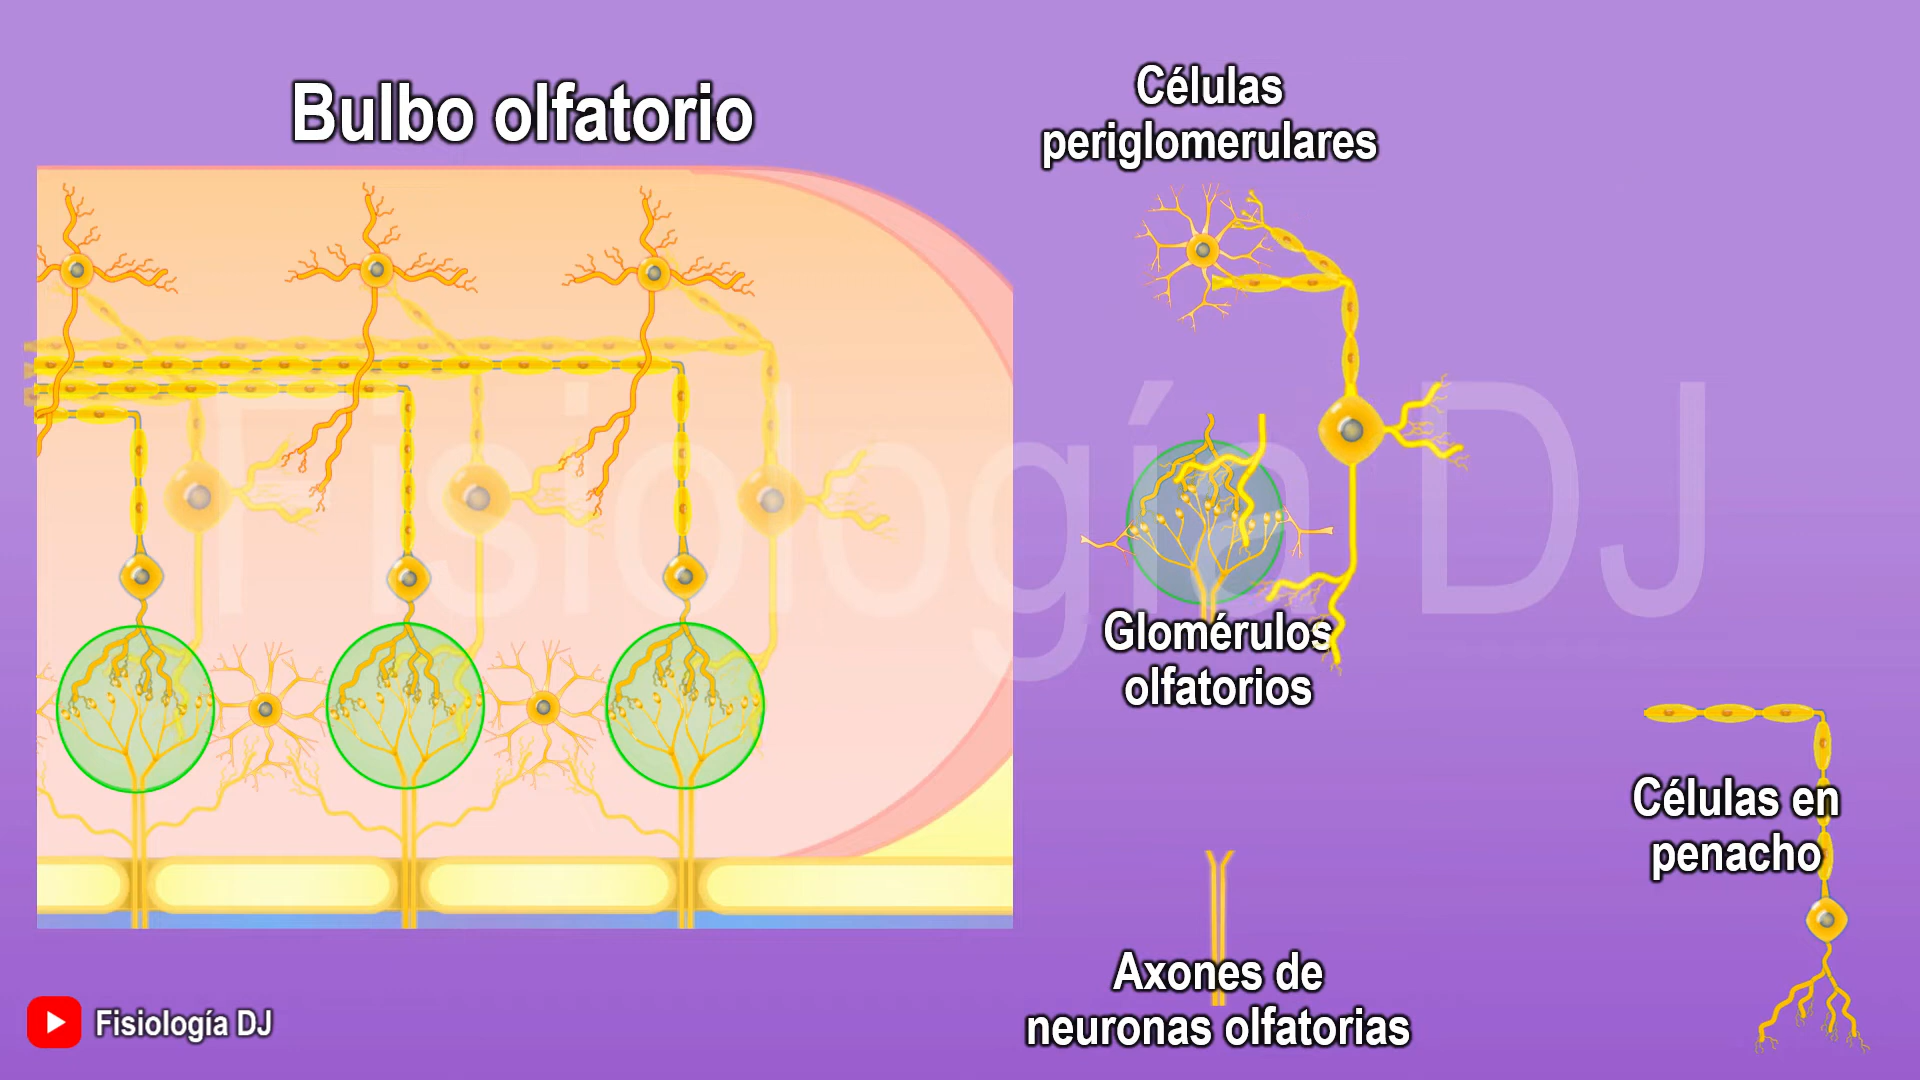 Bulbo olfatorio
Células
periglomerulares
Fisiología DJ
Glomérulos
olfatorios
Células en
penacho
Axones de
neuronas olfatorias
Fisiología DJ